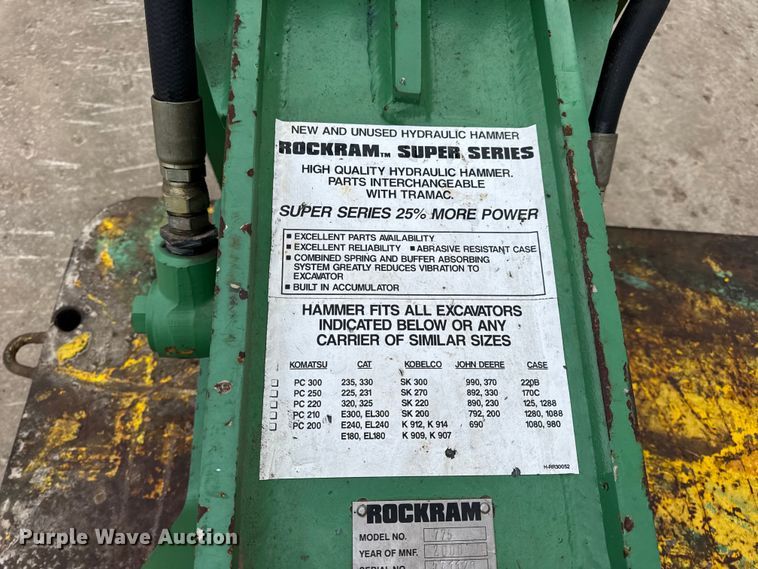 NEW AND UNUSED HYDRAULIC HAMMER
ROCKRAM™ SUPER SERIES
HIGH QUALITY HYDRAULIC HAMMER.
PARTS INTERCHANGEABLE
WITH TRAMAC.
SUPER SERIES 25% MORE POWER
■ EXCELLENT PARTS AVAILABILITY
■ EXCELLENT RELIABILITY ■ ABRASIVE RESISTANT CASE
■ COMBINED SPRING AND BUFFER ABSORBING
SYSTEM GREATLY REDUCES VIBRATION TO
EXCAVATOR
■ BUILT IN ACCUMULATOR
HAMMER FITS ALL EXCAVATORS
INDICATED BELOW OR ANY
CARRIER OF SIMILAR SIZES
KOMATSU CAT KOBELCO JOHN DEERE CASE
❑ PC 300 235, 330 SK 300 990, 370 220B
❑ PC 250 225, 231 SK 270 892, 330 170C
❑ PC 220 320, 325 SK 220 890, 230 125, 1288
❑ PC 210 E300, EL300 SK 200 792, 200 1280, 1088
❑ PC 200 E240, EL240 K 912, K 914 690 1080, 980
E180, EL180 K 909, K 907
H-RR30052
ROCKRAM
MODEL NO. 775
YEAR OF MNF. 2000
SERIAL NO.
Purple Wave Auction